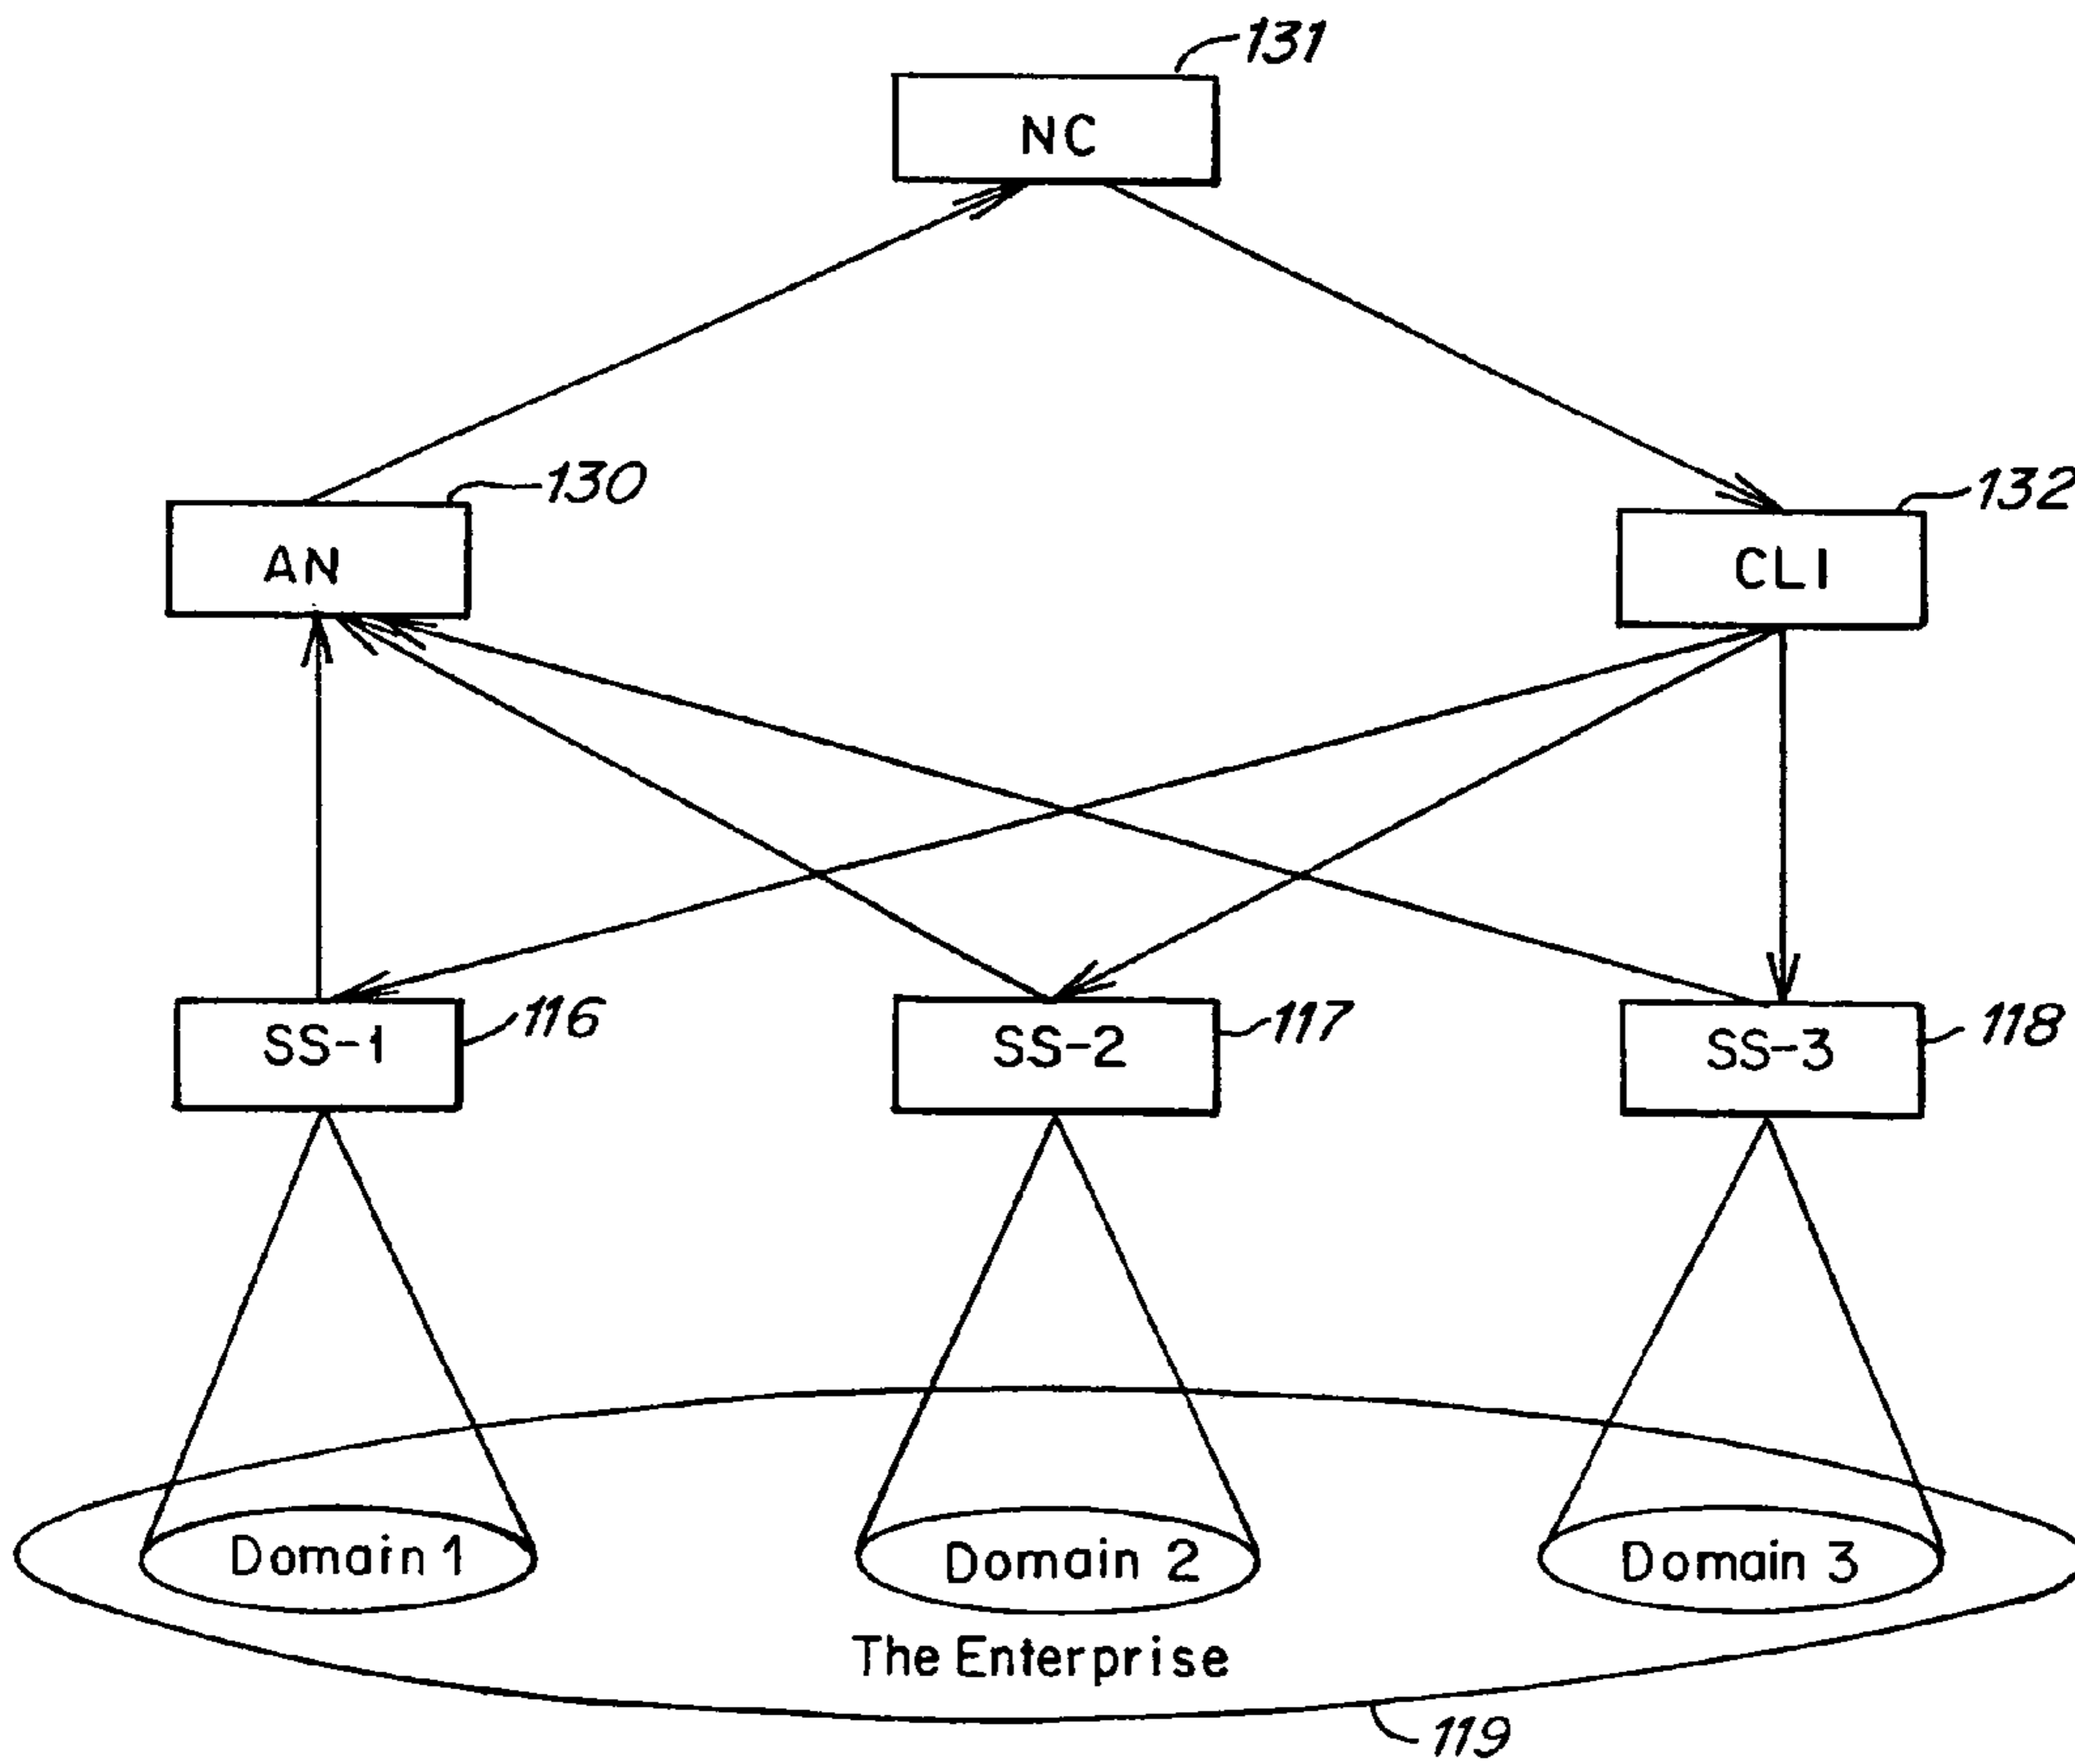 131
NC
130
132
AN
CLI
116
117
118
SS-1
SS-2
SS-3
Domain 1
Domain 2
Domain 3
The Enterprise
119